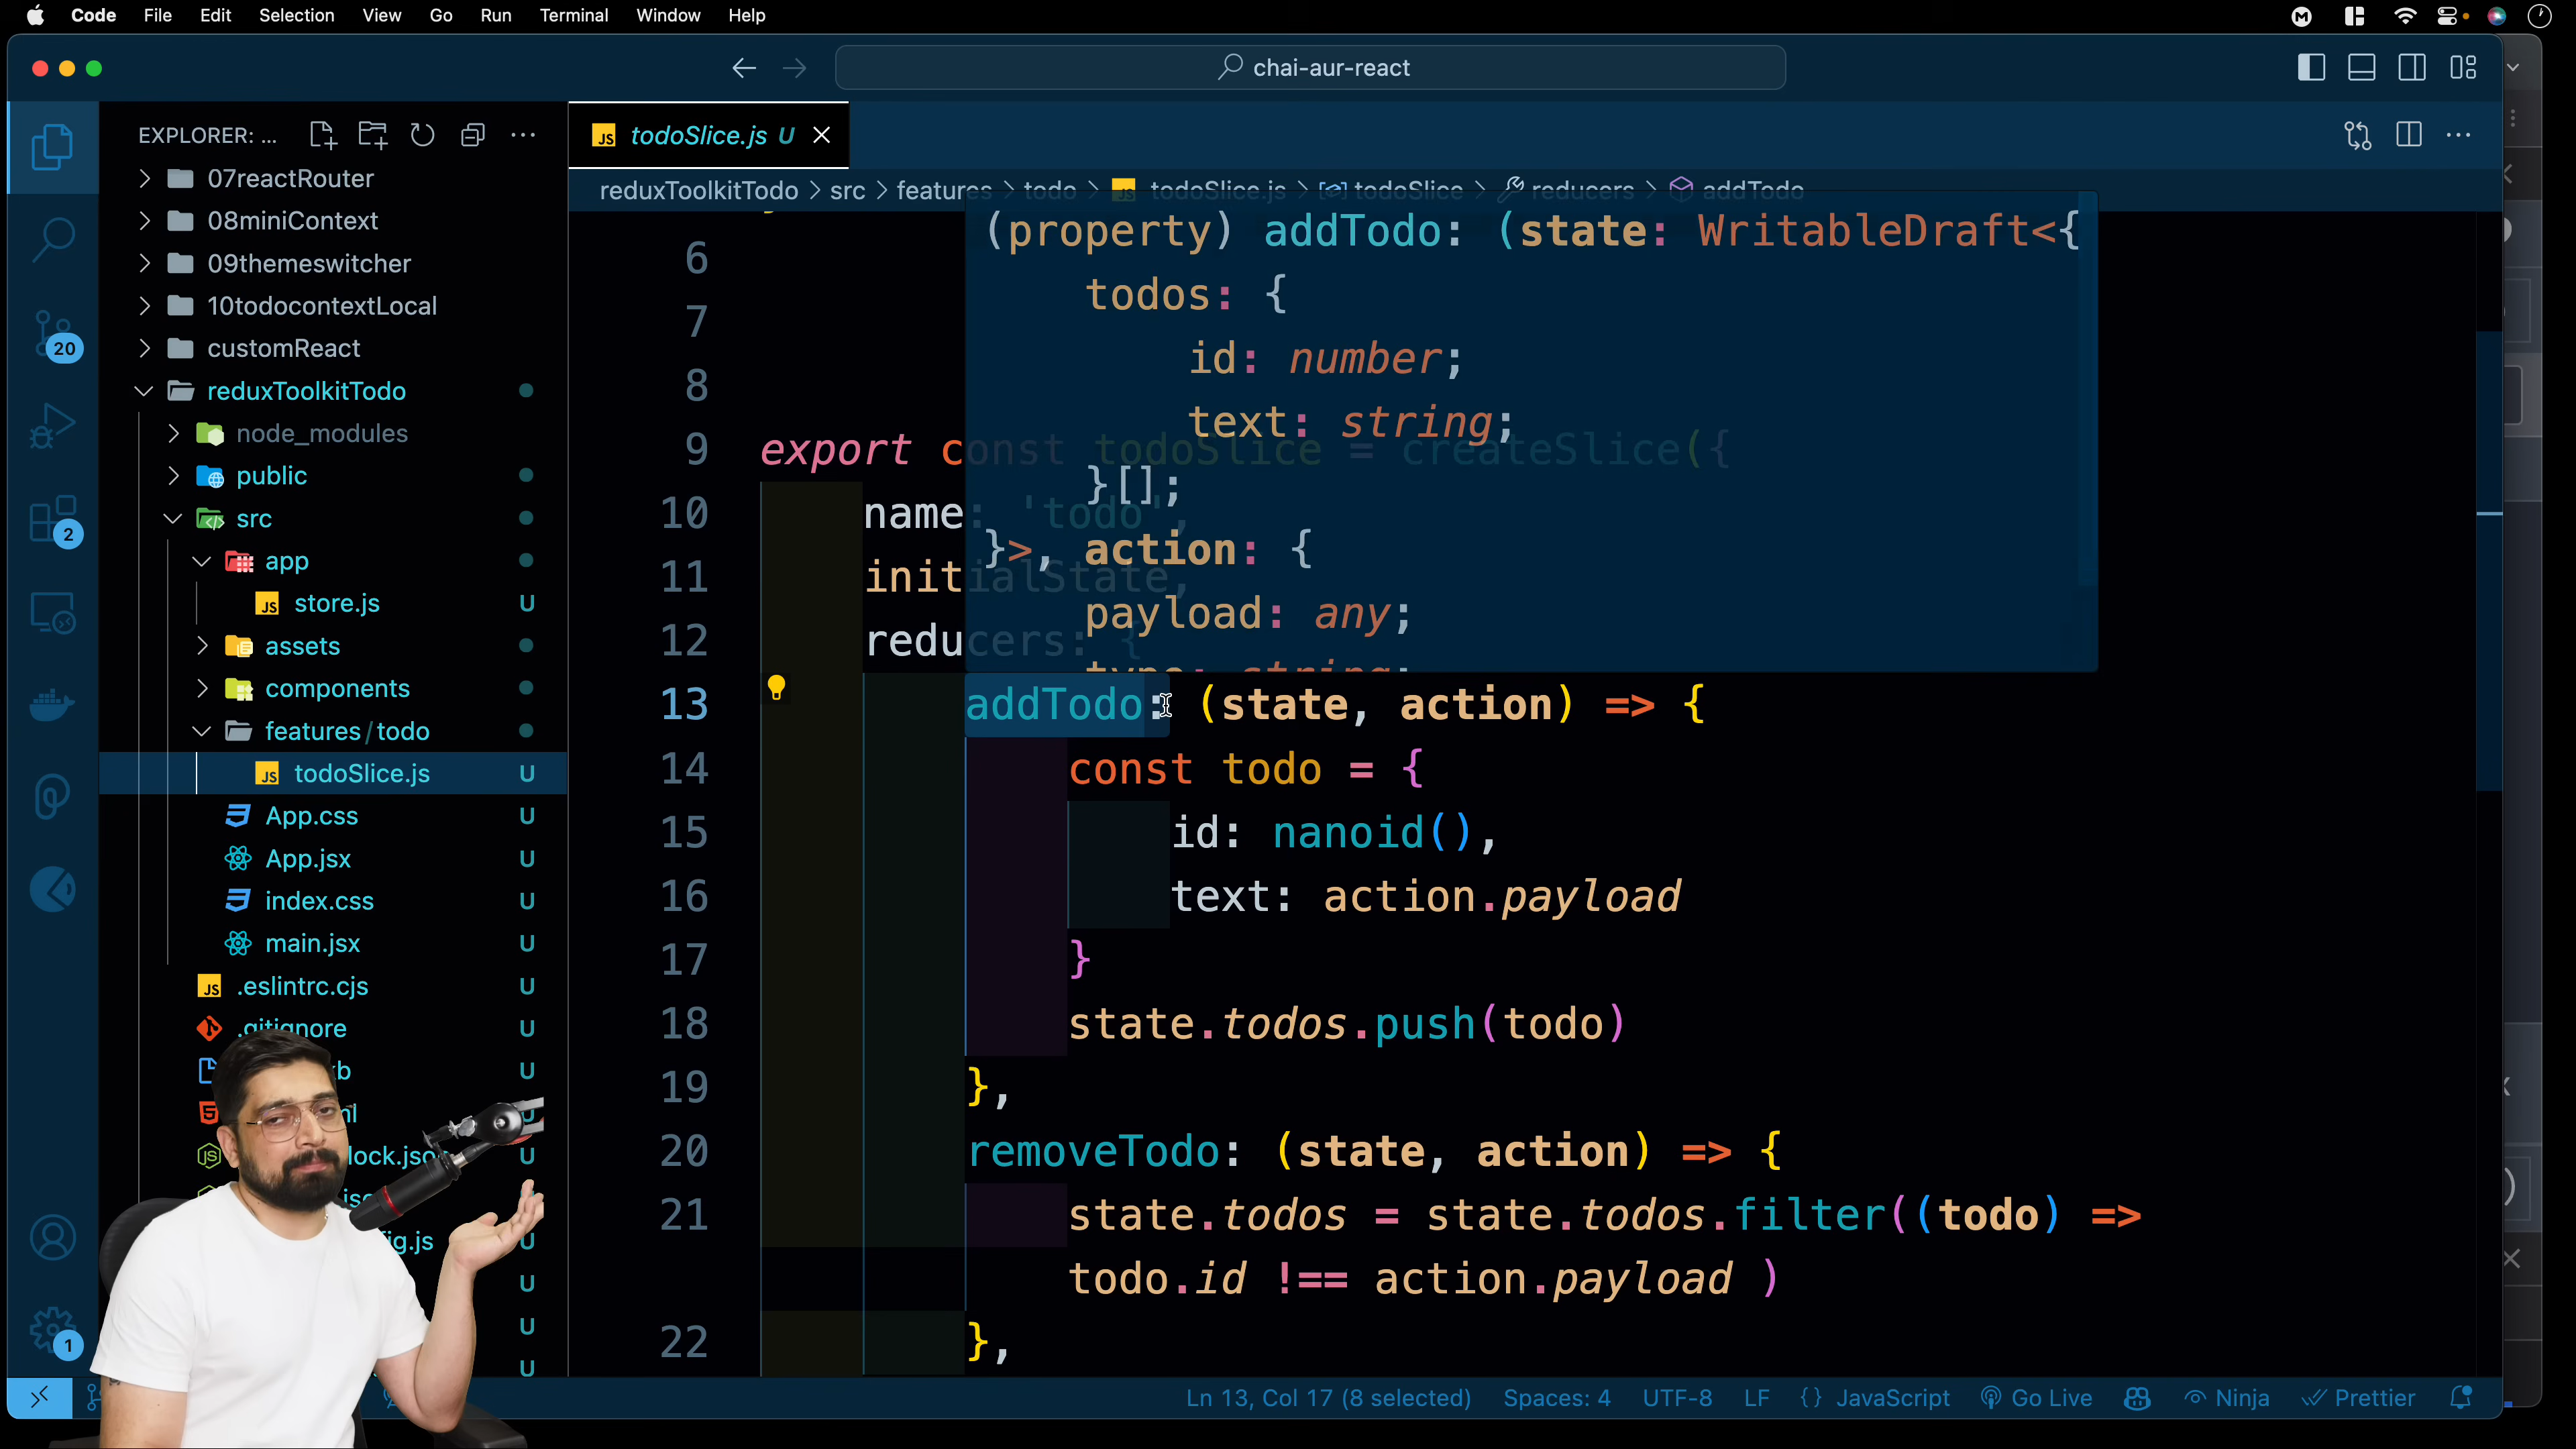 Code File Edit Selection View Go Run Terminal Window Help
chai-aur-react
EXPLORER: ...
todoSlice.js U
07reactRouter
08miniContext
09themeswitcher
10todocontextLocal
customReact
reduxToolkitTodo
node_modules
public
src
app
store.js U
assets
components
features/todo
todoSlice.js U
App.css U
App.jsx U
index.css U
main.jsx U
.eslintrc.cjs U
.gitignore U
U
U
lock.json U
U
U
U
U
20
2
1
reduxToolkitTodo > src > features > todo > todoSlice.js > todoSlice > reducers > addTodo
(property) addTodo: (state: WritableDraft<{
todos: {
id: number;
text: string;
}[];
}>, action: {
payload: any;
type: string;
6
7
8
9 export const todoSlice = createSlice({
10 name: 'todo',
11 initialState,
12 reducers: {
13 addTodo: (state, action) => {
14 const todo = {
15 id: nanoid(),
16 text: action.payload
17 }
18 state.todos.push(todo)
19 },
20 removeTodo: (state, action) => {
21 state.todos = state.todos.filter((todo) =>
todo.id !== action.payload )
22 },
Ln 13, Col 17 (8 selected) Spaces: 4 UTF-8 LF {} JavaScript Go Live Ninja Prettier